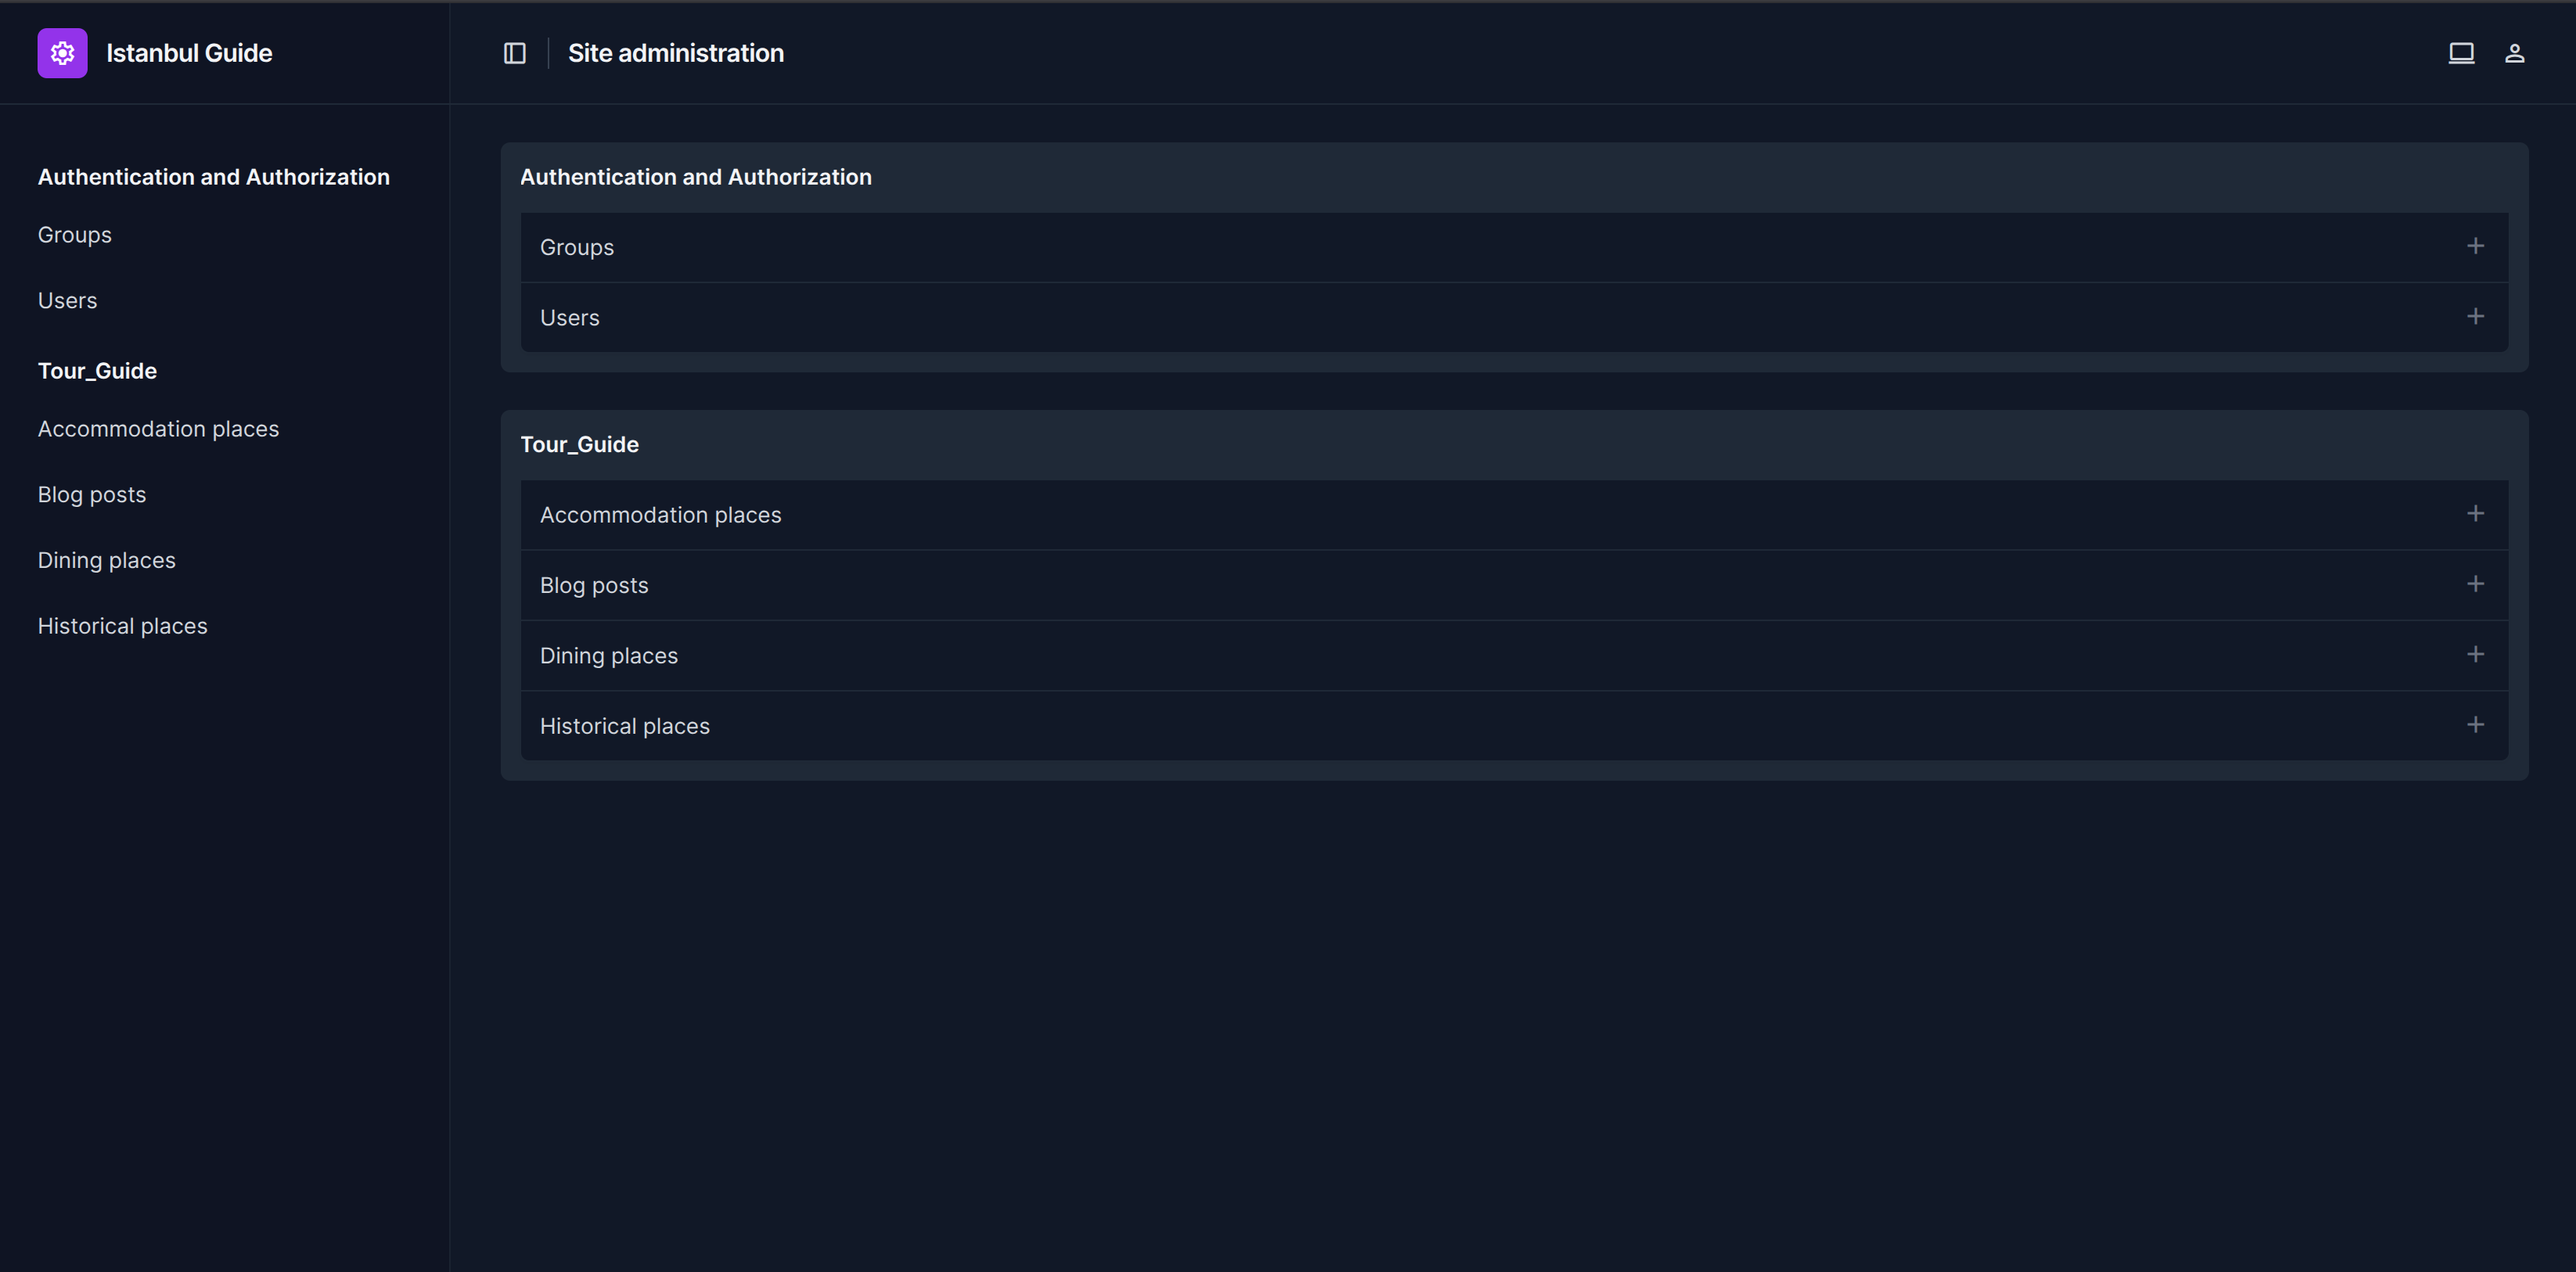 Istanbul Guide
Site administration
Authentication and Authorization
Groups
Users
Tour_Guide
Accommodation places
Blog posts
Dining places
Historical places
Authentication and Authorization
Groups
Users
Tour_Guide
Accommodation places
Blog posts
Dining places
Historical places